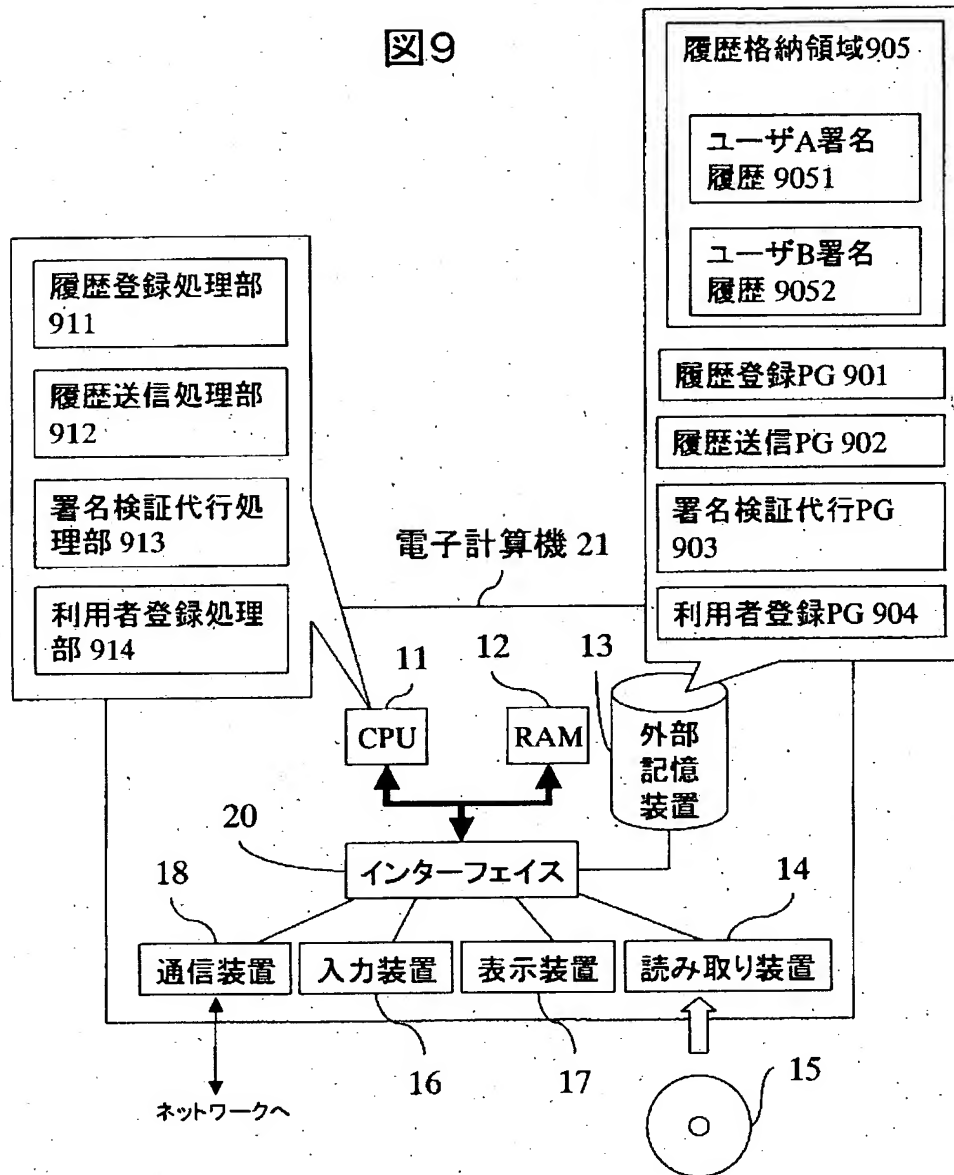 図9
履歴格納領域905
ユーザA署名
履歴 9051
ユーザB署名
履歴 9052
履歴登録PG 901
履歴送信PG 902
署名検証代行PG
903
利用者登録PG 904
履歴登録処理部
911
履歴送信処理部
912
署名検証代行処
理部 913
利用者登録処理
部 914
電子計算機 21
11
12
13
CPU
RAM
外部
記憶
装置
20
インターフェイス
18
14
通信装置
入力装置
表示装置
読み取り装置
16
17
15
ネットワークへ